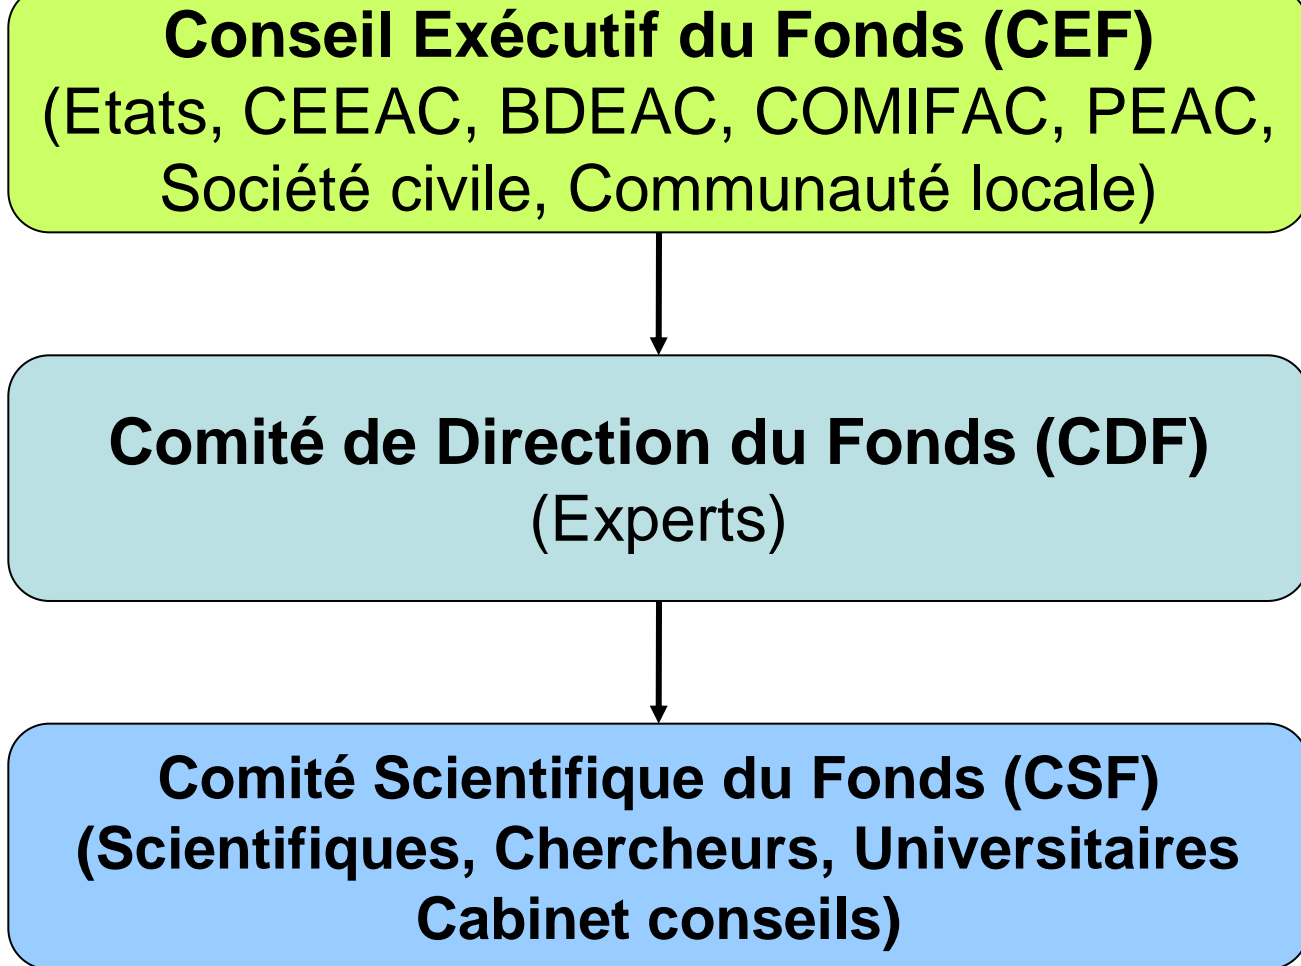 Conseil Exécutif du Fonds (CEF)
(Etats, CEEAC, BDEAC, COMIFAC, PEAC,
Société civile, Communauté locale)
Comité de Direction du Fonds (CDF)
(Experts)
Comité Scientifique du Fonds (CSF)
(Scientifiques, Chercheurs, Universitaires
Cabinet conseils)